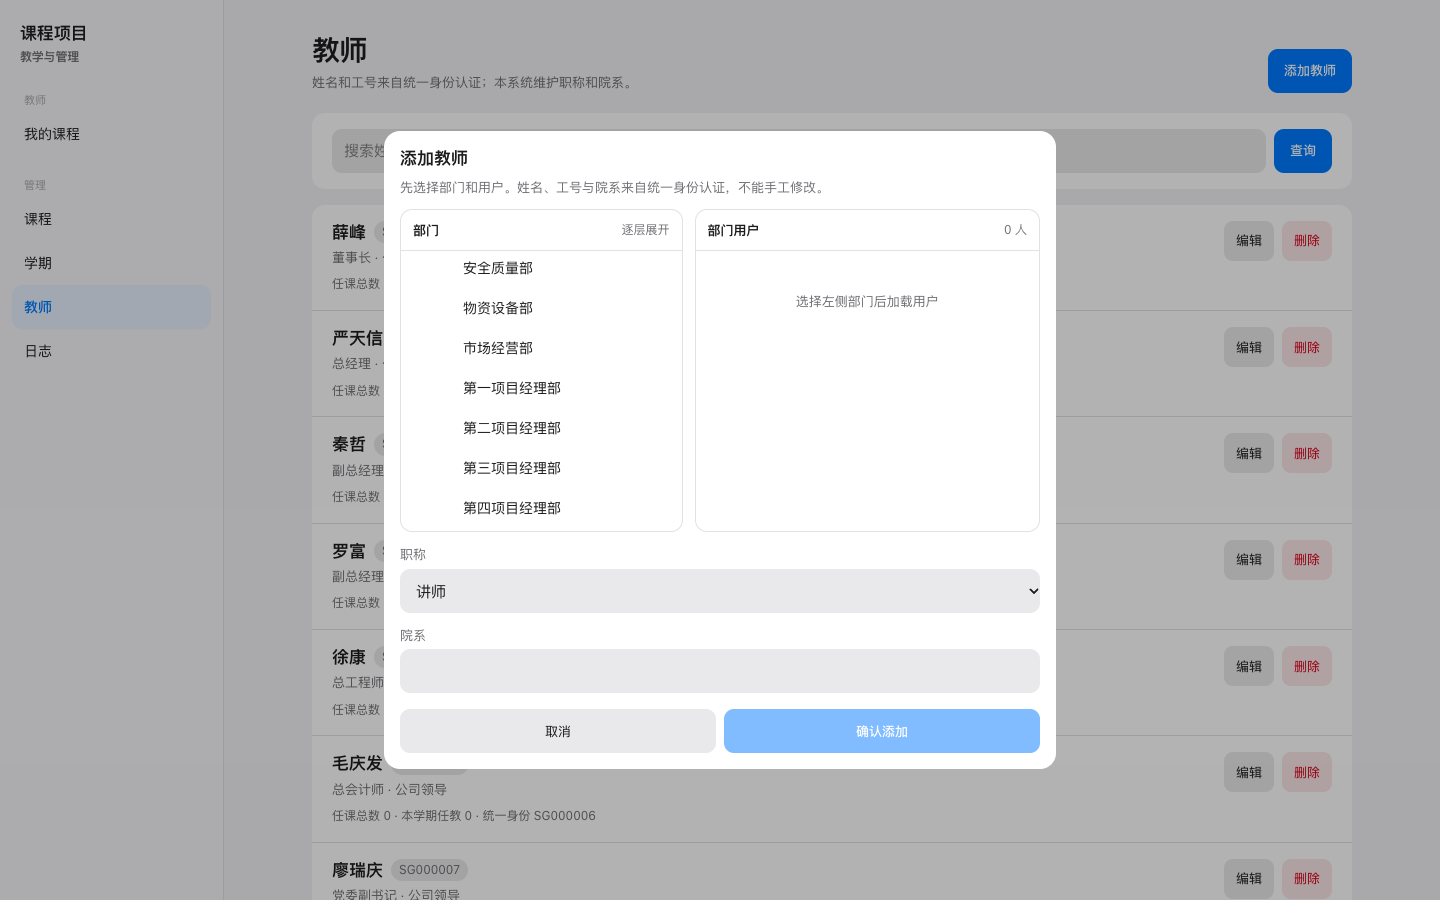 课程项目
教学与管理
教师
我的课程
管理
课程
学期
教师
日志
教师
姓名和工号来自统一身份认证；本系统维护职称和院系。
添加教师
搜索姓
查询
薛峰
董事长 ·
任课总数
编辑
删除
严天信
总经理 ·
任课总数
编辑
删除
秦哲
副总经理
任课总数
编辑
删除
罗富
副总经理
任课总数
编辑
删除
徐康
总工程师
任课总数
编辑
删除
毛庆发
总会计师 · 公司领导
任课总数 0 · 本学期任教 0 · 统一身份 SG000006
编辑
删除
廖瑞庆 SG000007
党委副书记 · 公司领导
编辑
删除
添加教师
先选择部门和用户。姓名、工号与院系来自统一身份认证，不能手工修改。
部门
逐层展开
安全质量部
物资设备部
市场经营部
第一项目经理部
第二项目经理部
第三项目经理部
第四项目经理部
部门用户
0 人
选择左侧部门后加载用户
职称
讲师
院系
取消
确认添加